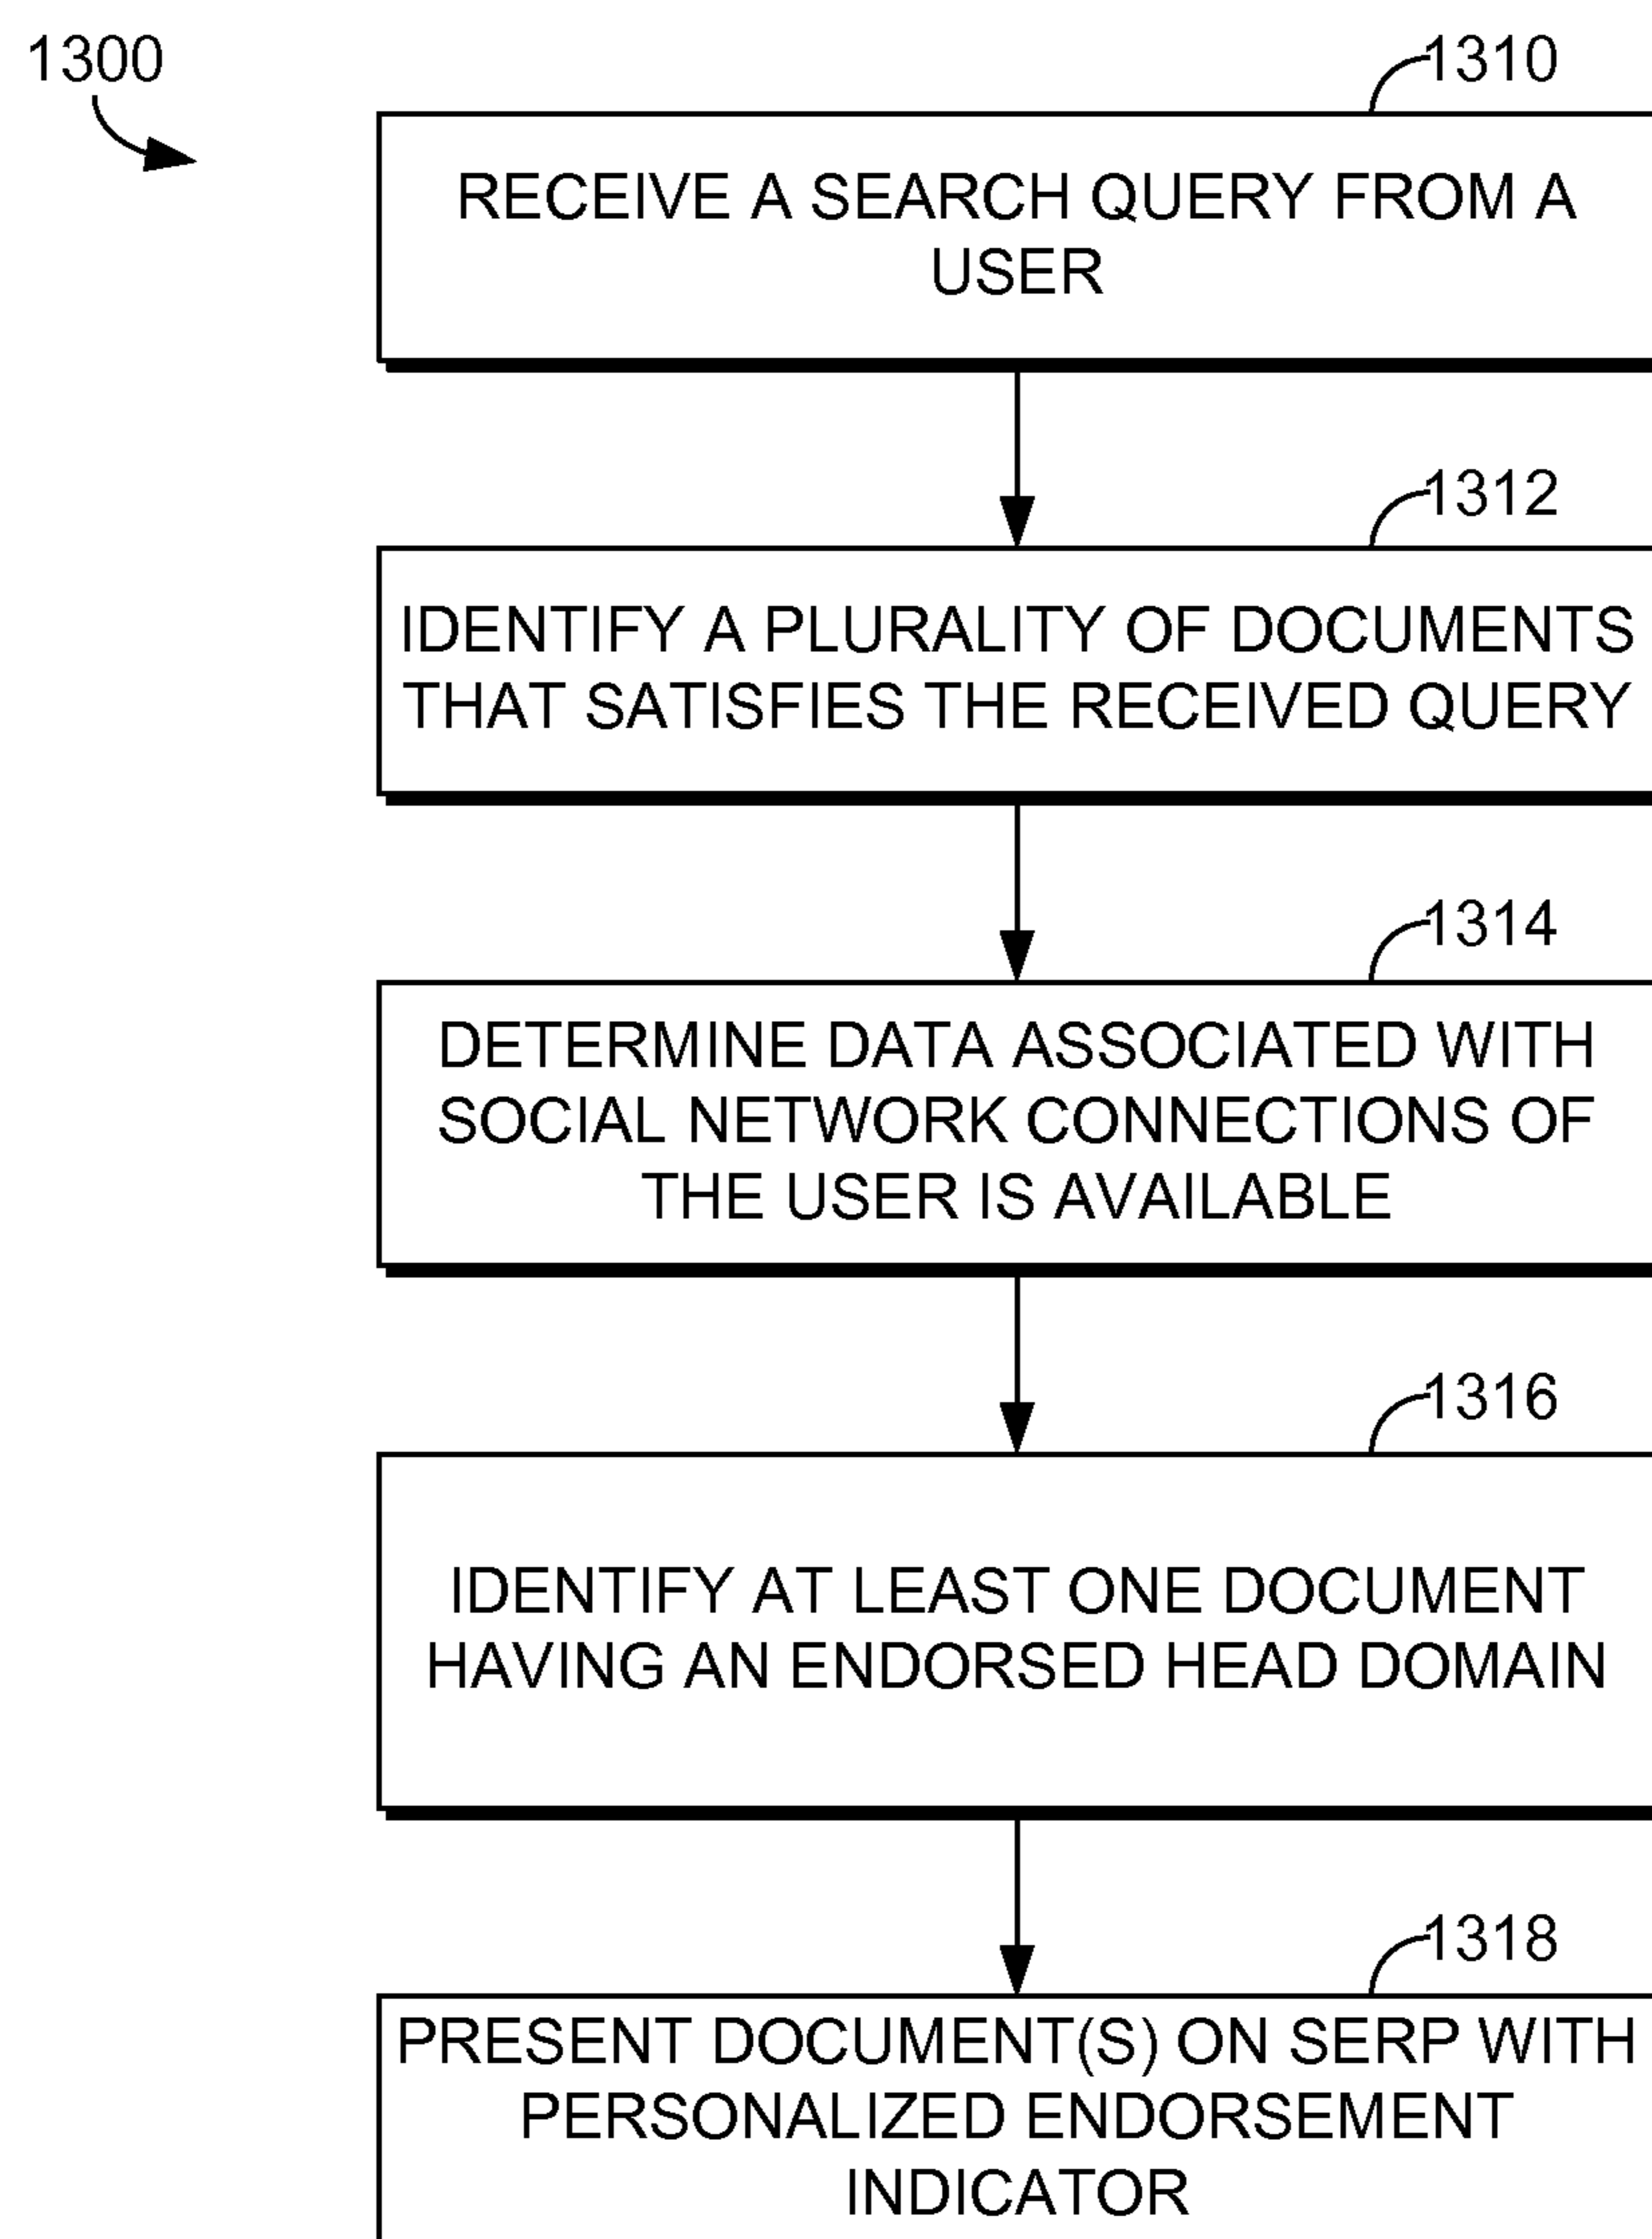 1300
1310
RECEIVE A SEARCH QUERY FROM A
USER
1312
IDENTIFY A PLURALITY OF DOCUMENTS
THAT SATISFIES THE RECEIVED QUERY
1314
DETERMINE DATA ASSOCIATED WITH
SOCIAL NETWORK CONNECTIONS OF
THE USER IS AVAILABLE
1316
IDENTIFY AT LEAST ONE DOCUMENT
HAVING AN ENDORSED HEAD DOMAIN
1318
PRESENT DOCUMENT(S) ON SERP WITH
PERSONALIZED ENDORSEMENT
INDICATOR